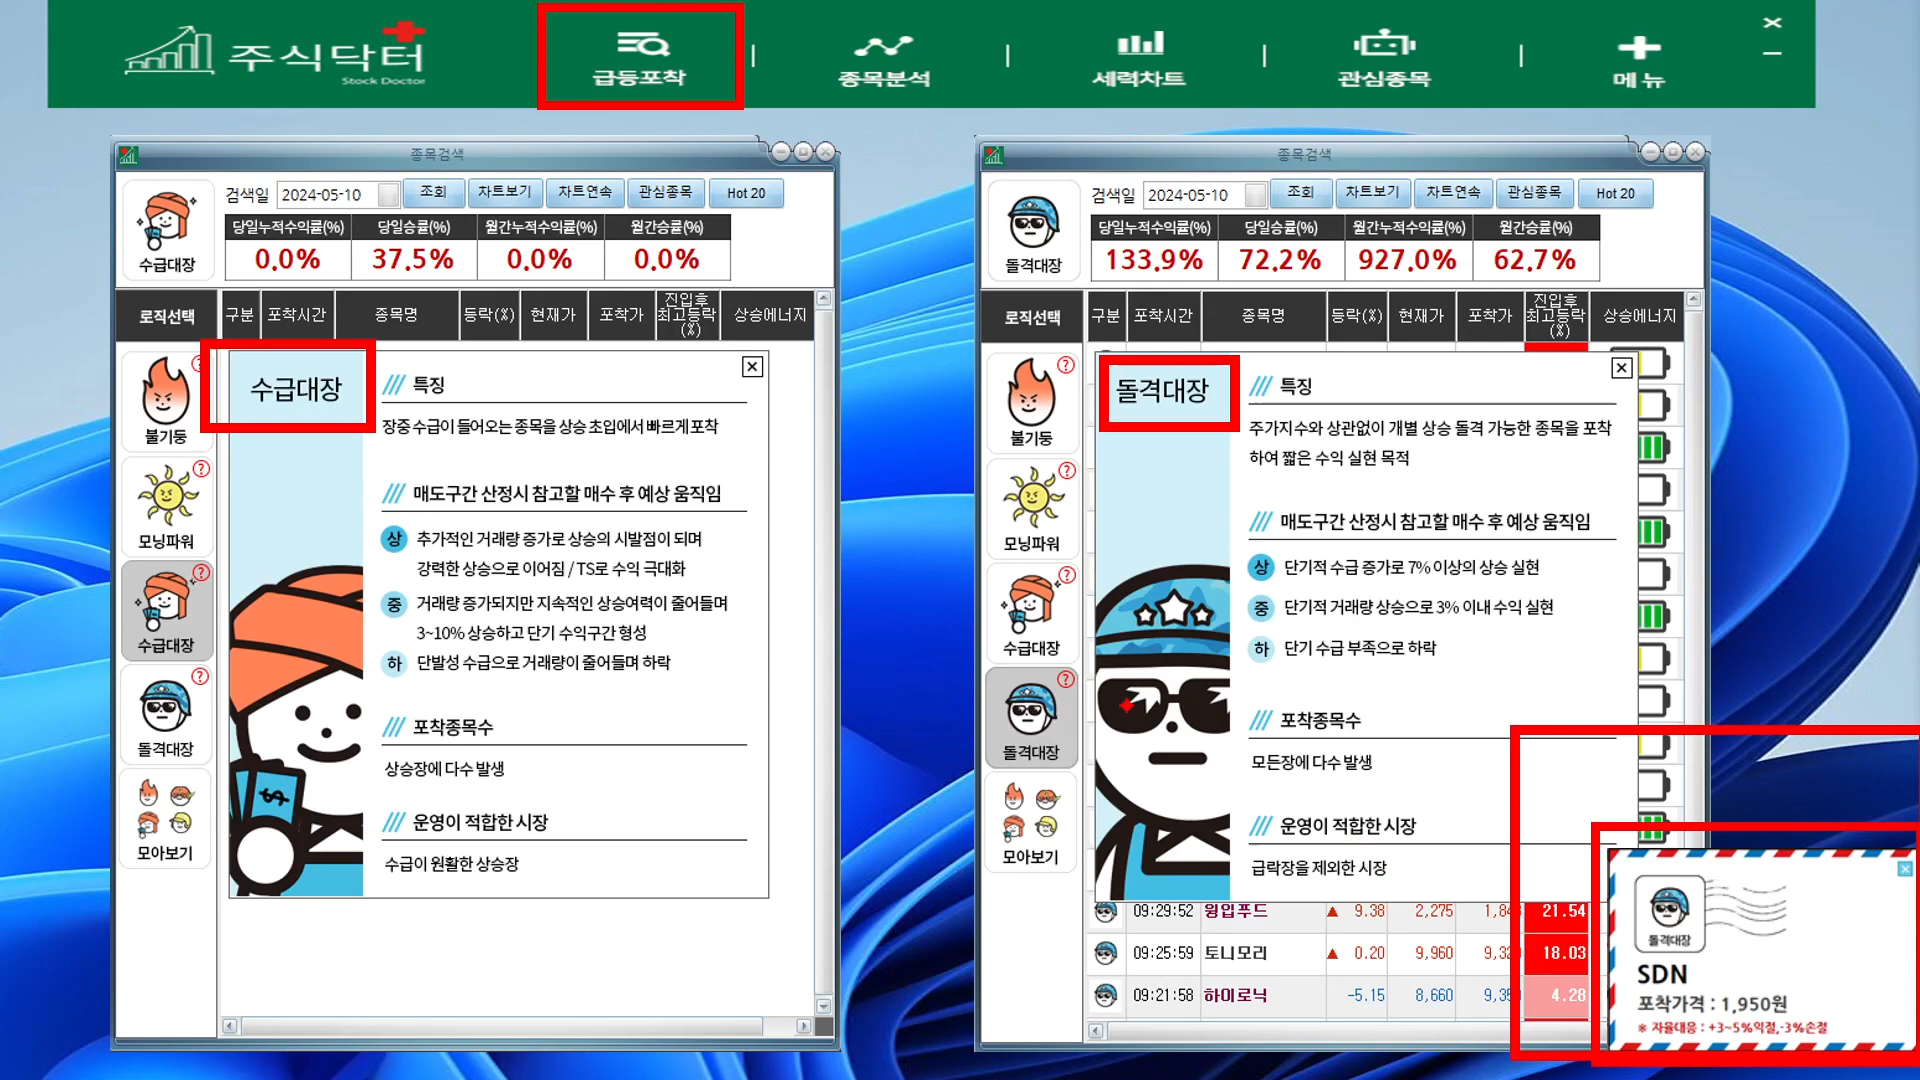 주식닥터
Stock Doctor
급등포착
종목분석
세력차트
관심종목
메뉴
종목검색
수급대장
검색일
2024-05-10
조회
차트보기
차트연속
관심종목
Hot 20
당일누적수익률(%)
당일승률(%)
월간누적수익률(%)
월간승률(%)
0.0%
37.5%
0.0%
0.0%
로직선택
구분
포착시간
종목명
등락(%)
현재가
포착가
진입후
최고등락
(%)
상승에너지
불기둥
모닝파워
수급대장
돌격대장
모아보기
수급대장
/// 특징
장중 수급이 들어오는 종목을 상승 초입에서 빠르게 포착
/// 매도구간 산정시 참고할 매수 후 예상 움직임
상 추가적인 거래량 증가로 상승의 시발점이 되며
강력한 상승으로 이어짐 / TS로 수익 극대화
중 거래량 증가되지만 지속적인 상승여력이 줄어들며
3~10% 상승하고 단기 수익구간 형성
하 단발성 수급으로 거래량이 줄어들며 하락
/// 포착종목수
상승장에 다수 발생
/// 운영이 적합한 시장
수급이 원활한 상승장
종목검색
돌격대장
검색일
2024-05-10
조회
차트보기
차트연속
관심종목
Hot 20
당일누적수익률(%)
당일승률(%)
월간누적수익률(%)
월간승률(%)
133.9%
72.2%
927.0%
62.7%
로직선택
구분
포착시간
종목명
등락(%)
현재가
포착가
진입후
최고등락
(%)
상승에너지
불기둥
모닝파워
수급대장
돌격대장
모아보기
돌격대장
/// 특징
주가지수와 상관없이 개별 상승 돌격 가능한 종목을 포착
하여 짧은 수익 실현 목적
/// 매도구간 산정시 참고할 매수 후 예상 움직임
상 단기적 수급 증가로 7% 이상의 상승 실현
중 단기적 거래량 상승으로 3% 이내 수익 실현
하 단기 수급 부족으로 하락
/// 포착종목수
모든장에 다수 발생
/// 운영이 적합한 시장
급락장을 제외한 시장
09:29:52 윙입푸드 ▲ 9.38 2,275 21.54
09:25:59 토니모리 ▲ 0.20 9,960 18.03
09:21:58 하이로닉 -5.15 8,660 4.28
돌격대장
SDN
포착가격 : 1,950원
※ 자율대응 : +3~5%익절,-3%손절